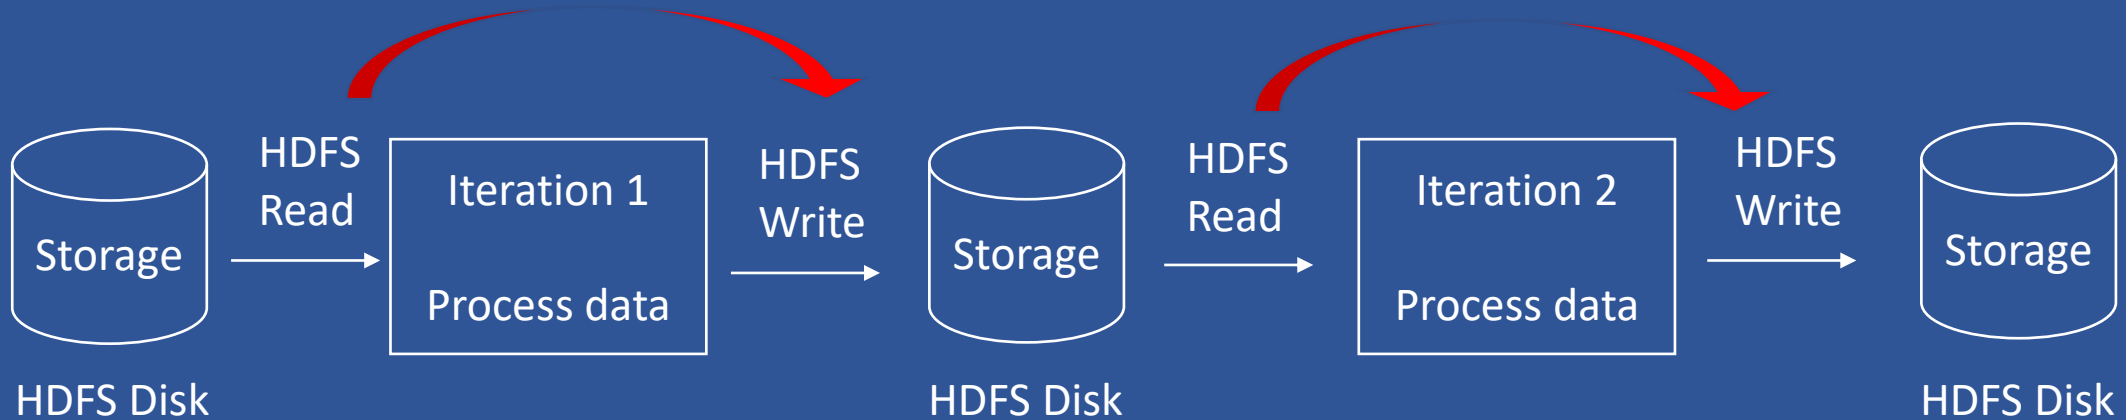 Storage
HDFS Disk
HDFS
Read
Iteration 1
Process data
HDFS
Write
Storage
HDFS Disk
HDFS
Read
Iteration 2
Process data
HDFS
Write
Storage
HDFS Disk